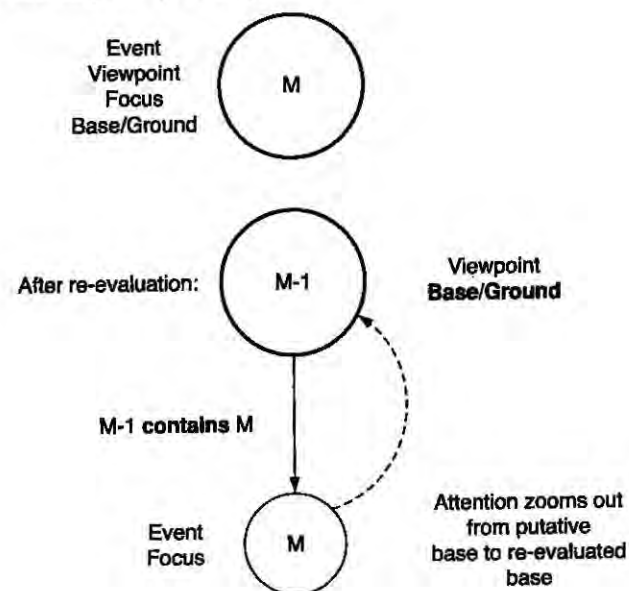 Event
Viewpoint
Focus
Base/Ground
M
After re-evaluation:
M-1
Viewpoint
Base/Ground
M-1 contains M
Event
Focus
M
Attention zooms out
from putative
base to re-evaluated
base